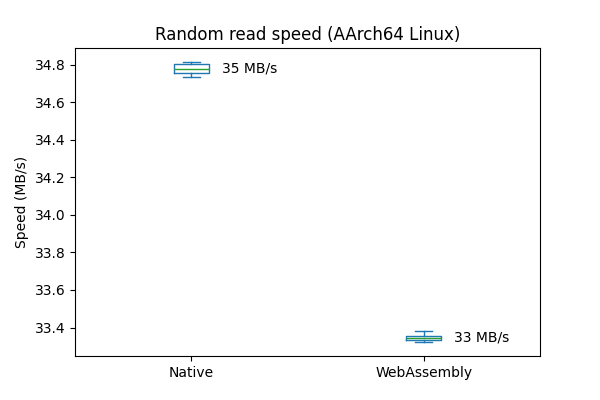 Random read speed (AArch64 Linux)
34.8
34.6
34.4
34.2
34.0
33.8
33.6
33.4
Speed (MB/s)
35 MB/s
33 MB/s
Native
WebAssembly